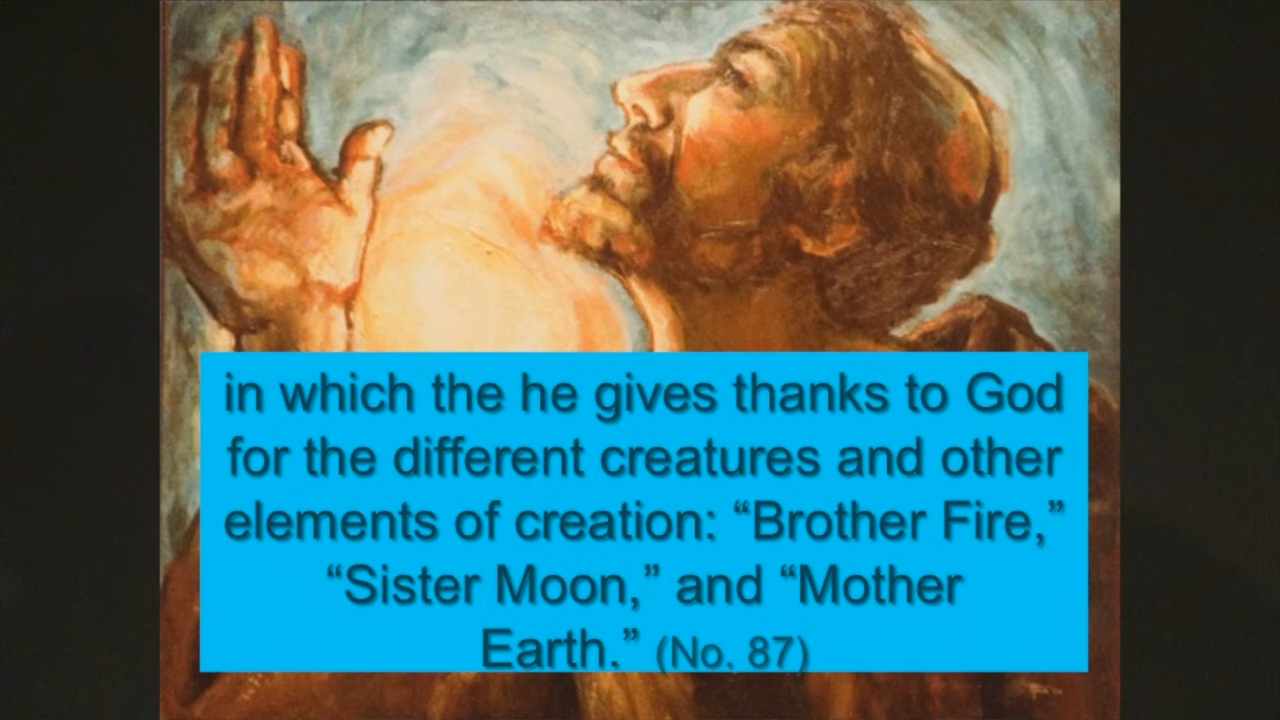 in which the he gives thanks to God
for the different creatures and other
elements of creation: “Brother Fire,”
“Sister Moon,” and “Mother
Earth.” (No. 87)